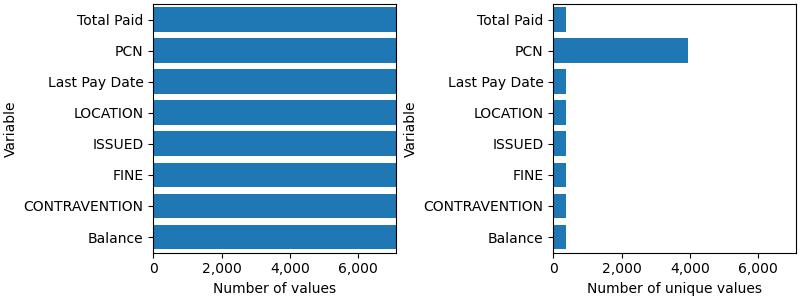 Total Paid
PCN
Last Pay Date
LOCATION
ISSUED
FINE
CONTRAVENTION
Balance
Variable
0 2,000 4,000 6,000
Number of values
Total Paid
PCN
Last Pay Date
LOCATION
ISSUED
FINE
CONTRAVENTION
Balance
Variable
0 2,000 4,000 6,000
Number of unique values